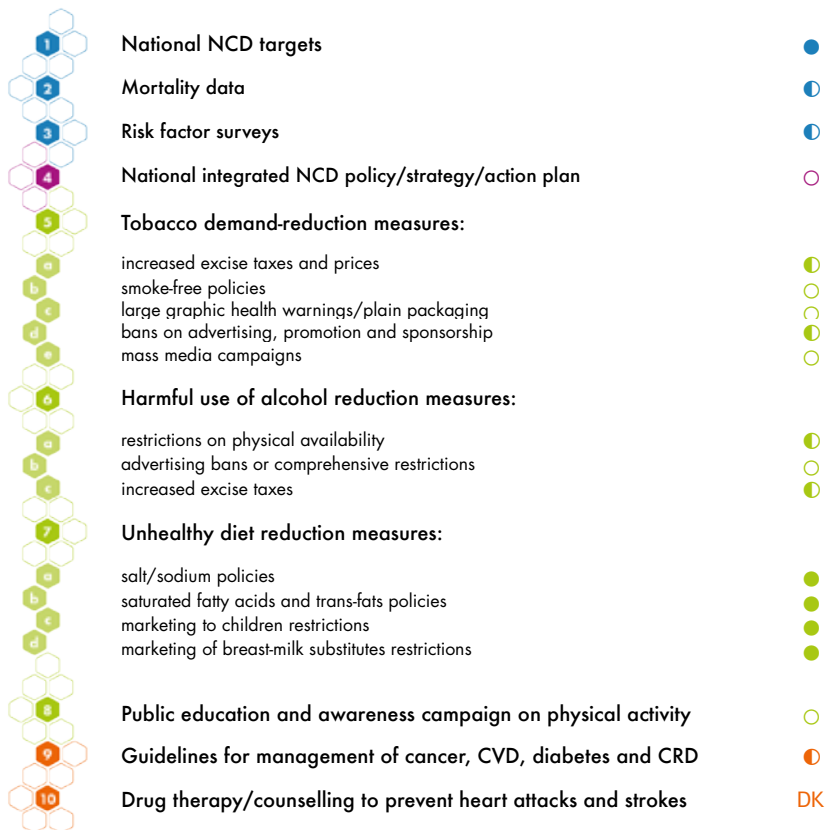 1 National NCD targets
2 Mortality data
3 Risk factor surveys
4 National integrated NCD policy/strategy/action plan
5 Tobacco demand-reduction measures:
a increased excise taxes and prices
b smoke-free policies
c large graphic health warnings/plain packaging
d bans on advertising, promotion and sponsorship
e mass media campaigns
6 Harmful use of alcohol reduction measures:
a restrictions on physical availability
b advertising bans or comprehensive restrictions
c increased excise taxes
7 Unhealthy diet reduction measures:
a salt/sodium policies
b saturated fatty acids and trans-fats policies
c marketing to children restrictions
d marketing of breast-milk substitutes restrictions
8 Public education and awareness campaign on physical activity
9 Guidelines for management of cancer, CVD, diabetes and CRD
10 Drug therapy/counselling to prevent heart attacks and strokes DK